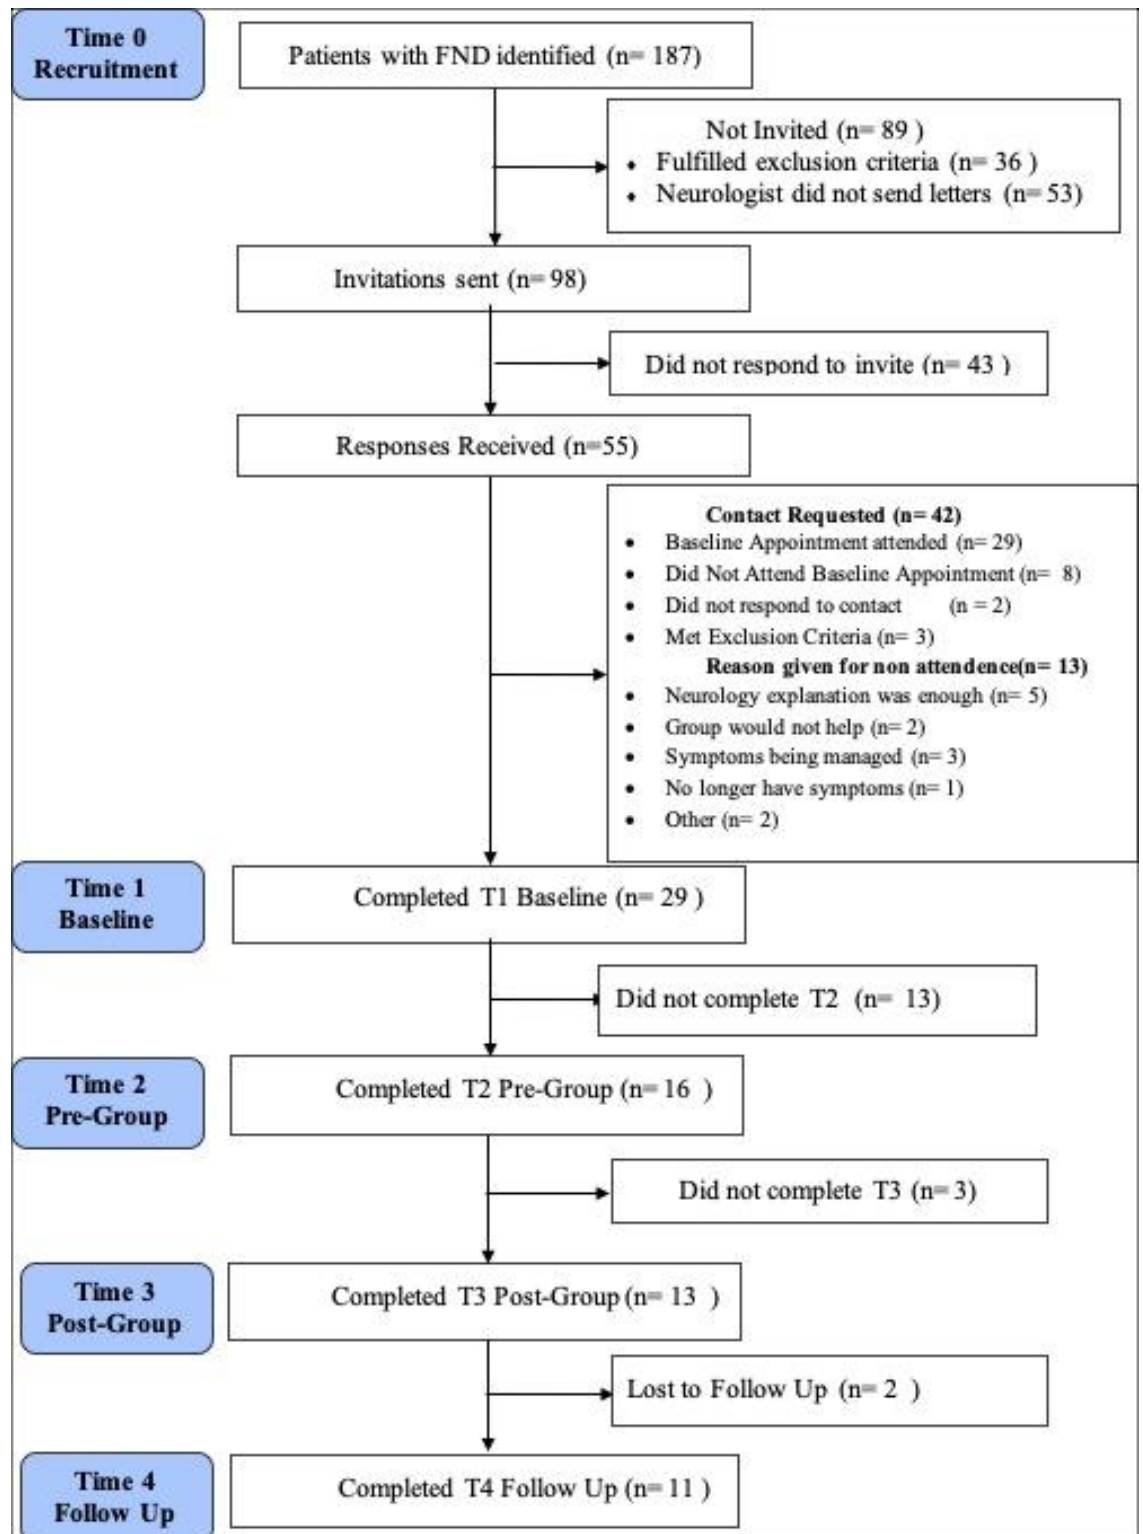 Time 0
Recruitment
Patients with FND identified (n= 187)
Not Invited (n= 89 )
• Fulfilled exclusion criteria (n= 36 )
• Neurologist did not send letters (n= 53)
Invitations sent (n= 98)
Did not respond to invite (n= 43 )
Responses Received (n=55)
Contact Requested (n= 42)
• Baseline Appointment attended (n= 29)
• Did Not Attend Baseline Appointment (n= 8)
• Did not respond to contact (n = 2)
• Met Exclusion Criteria (n= 3)
Reason given for non attendence(n= 13)
• Neurology explanation was enough (n= 5)
• Group would not help (n= 2)
• Symptoms being managed (n= 3)
• No longer have symptoms (n= 1)
• Other (n= 2)
Time 1
Baseline
Completed T1 Baseline (n= 29 )
Did not complete T2 (n= 13)
Time 2
Pre-Group
Completed T2 Pre-Group (n= 16 )
Did not complete T3 (n= 3)
Time 3
Post-Group
Completed T3 Post-Group (n= 13 )
Lost to Follow Up (n= 2 )
Time 4
Follow Up
Completed T4 Follow Up (n= 11 )